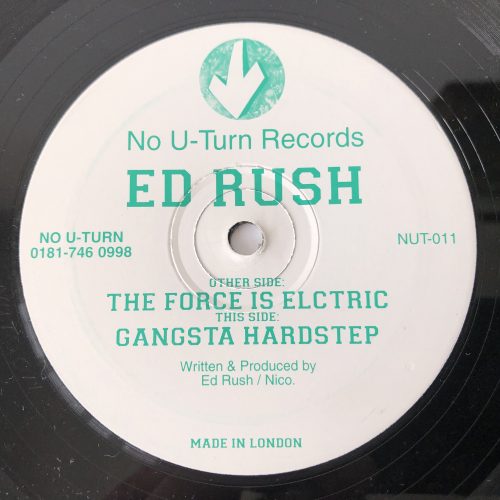 No U-Turn Records
ED RUSH
NO U-TURN
0181-746 0998
NUT-011
OTHER SIDE:
THE FORCE IS ELCTRIC
THIS SIDE:
GANGSTA HARDSTEP
Written & Produced by
Ed Rush / Nico.
MADE IN LONDON